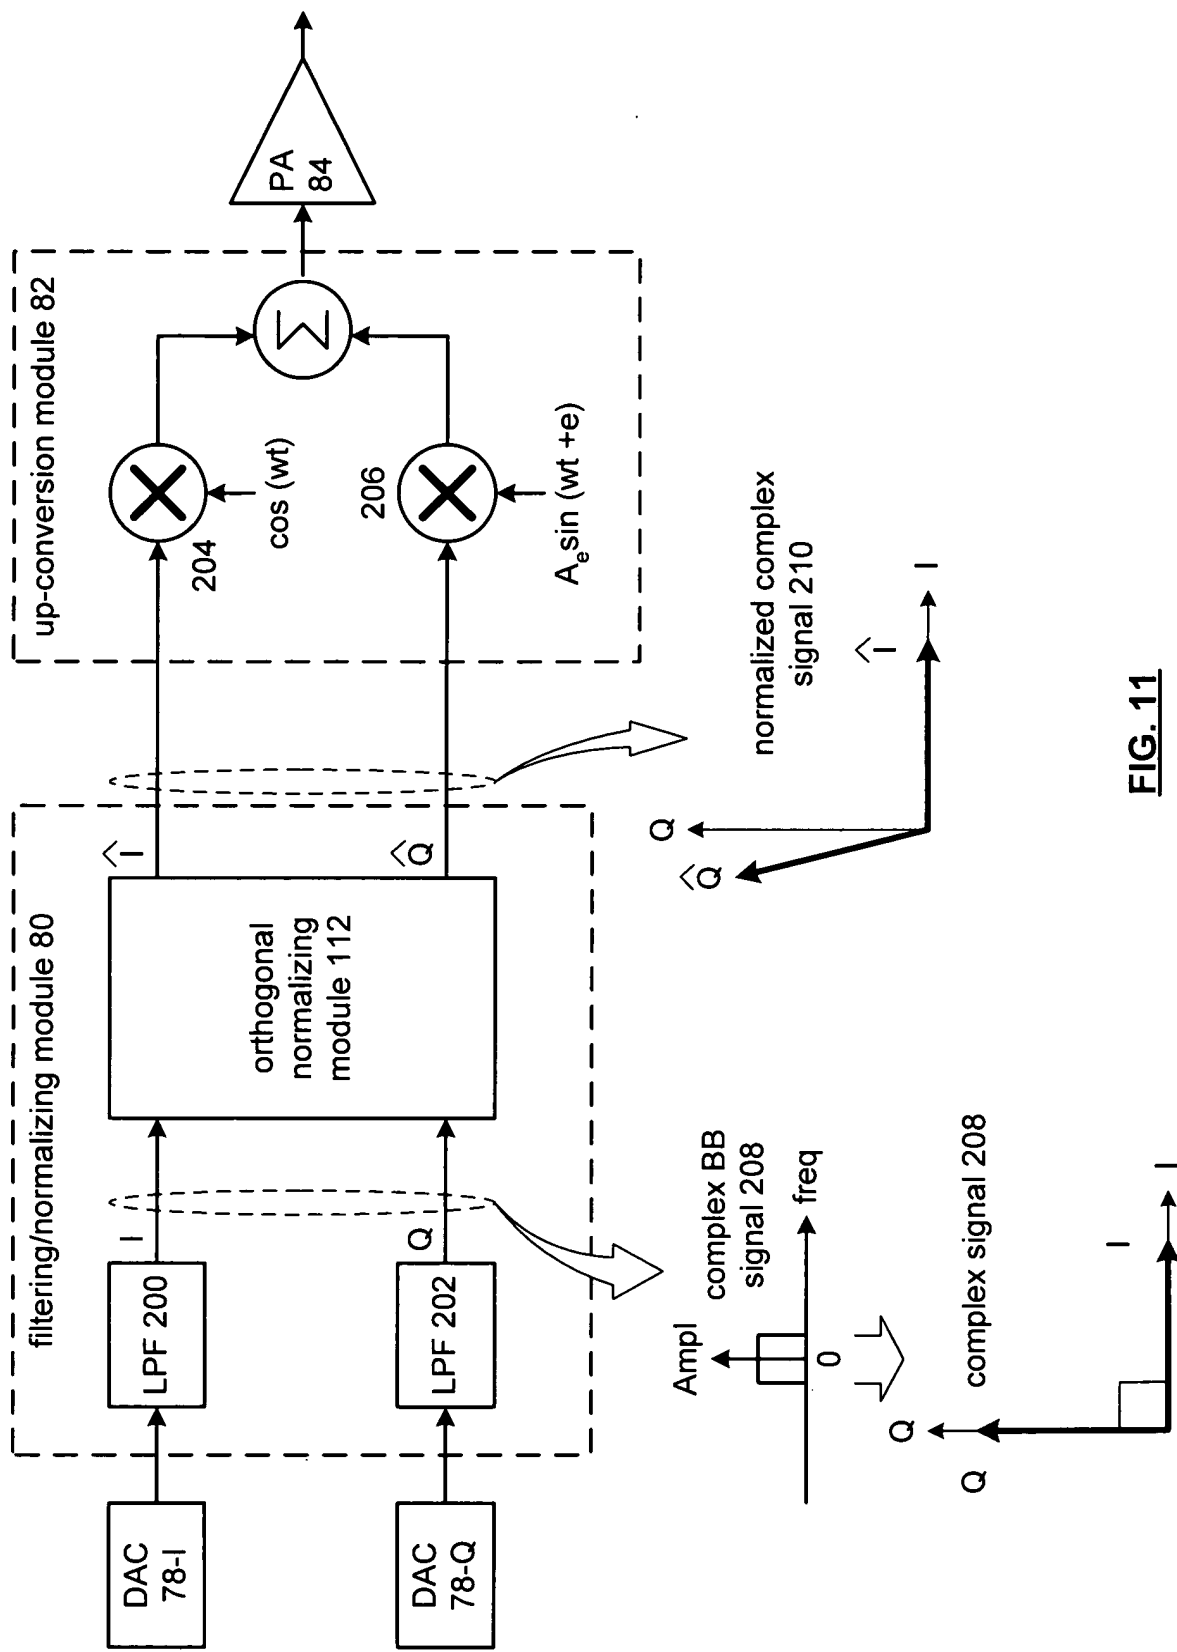 filtering/normalizing module 80
up-conversion module 82
DAC
78-I
LPF 200
I
orthogonal
normalizing
module 112
Î
204
cos (wt)
Σ
PA
84
DAC
78-Q
LPF 202
Q
Q̂
206
Aₑsin (wt +e)
Ampl
complex BB
signal 208
0
freq
complex signal 208
Q
Q
I
I
normalized complex
signal 210
Q
Q̂
Î
I
FIG. 11